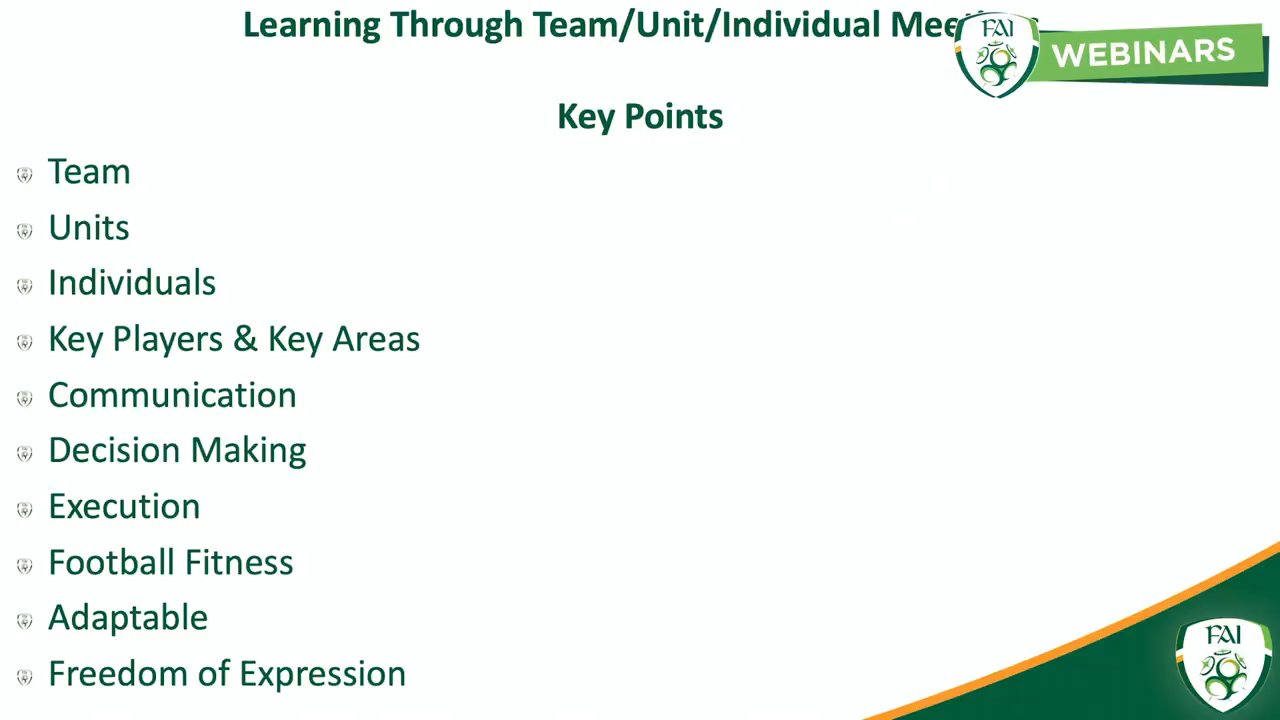 Learning Through Team/Unit/Individual
FAI
WEBINARS
Key Points
Team
Units
Individuals
Key Players & Key Areas
Communication
Decision Making
Execution
Football Fitness
Adaptable
Freedom of Expression
FAI